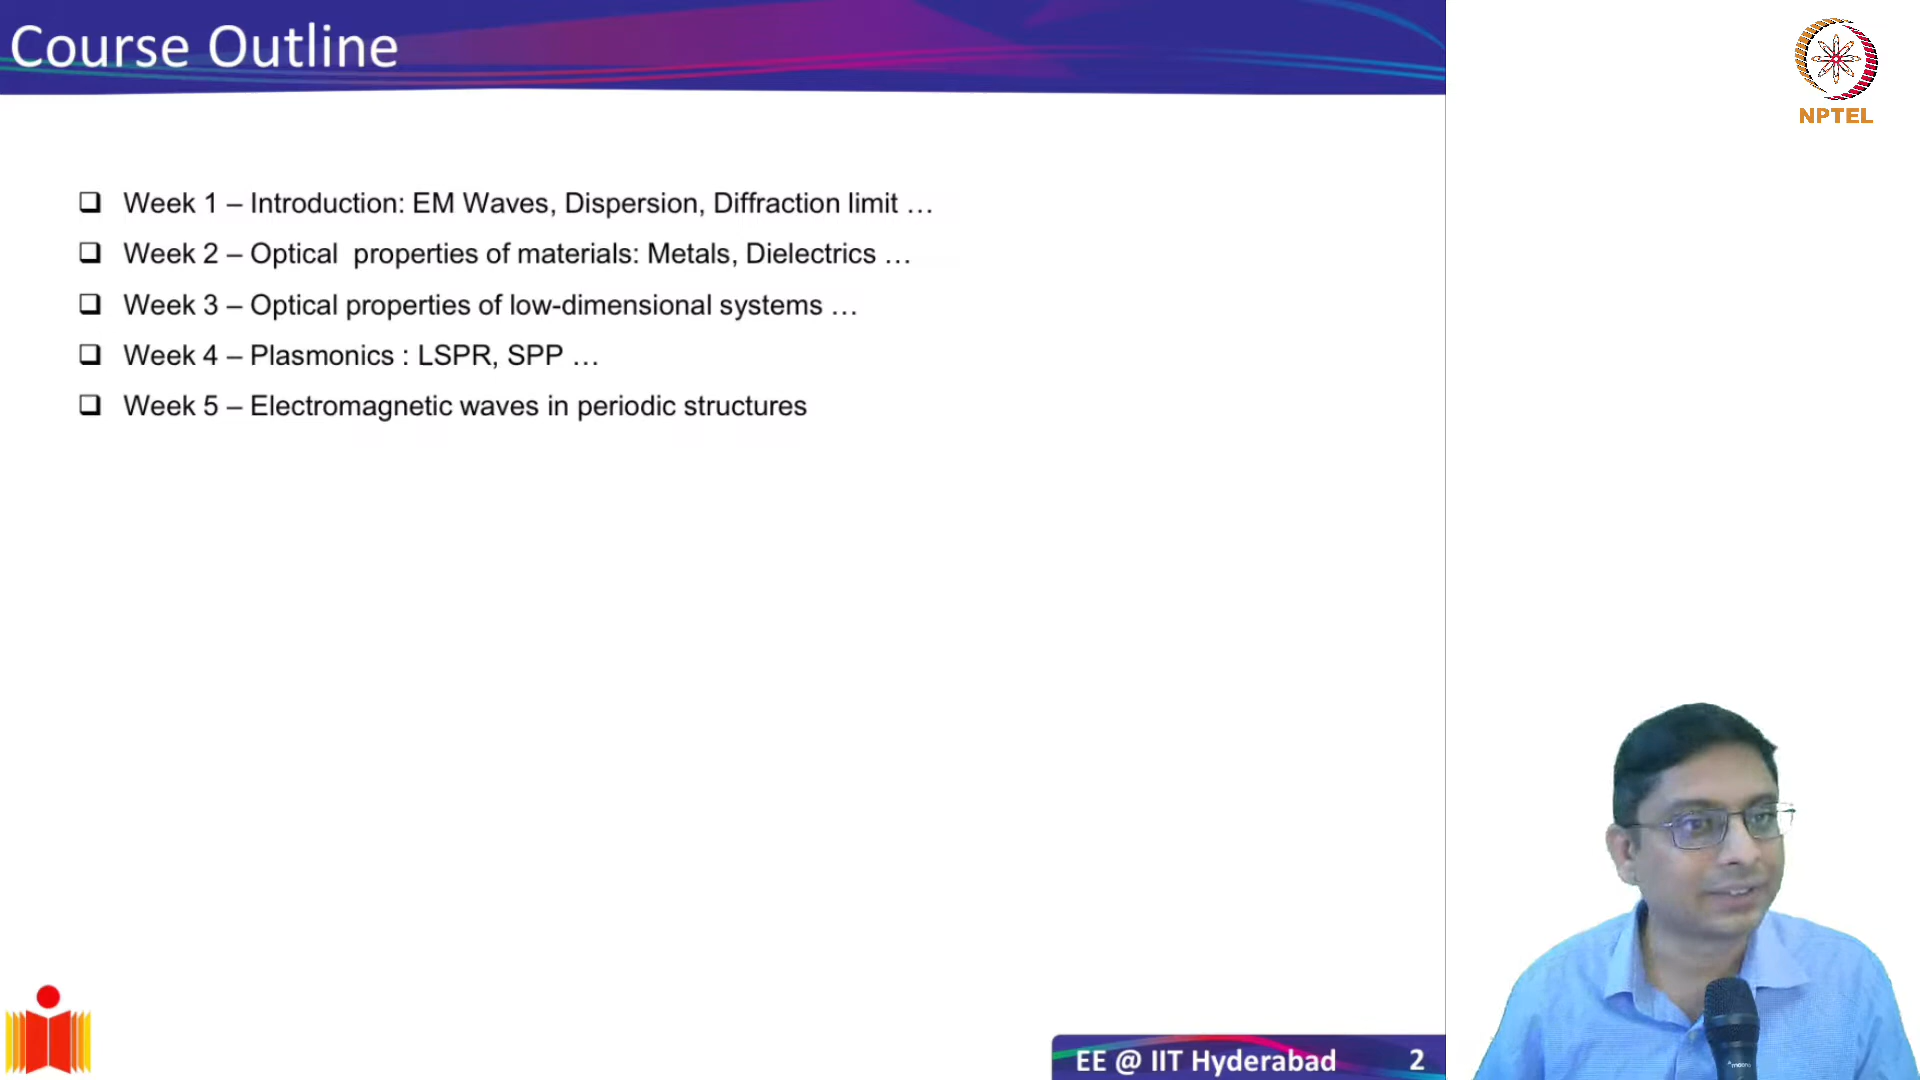 Course Outline
NPTEL
❑ Week 1 – Introduction: EM Waves, Dispersion, Diffraction limit …
❑ Week 2 – Optical  properties of materials: Metals, Dielectrics …
❑ Week 3 – Optical properties of low-dimensional systems …
❑ Week 4 – Plasmonics : LSPR, SPP …
❑ Week 5 – Electromagnetic waves in periodic structures
EE @ IIT Hyderabad 2